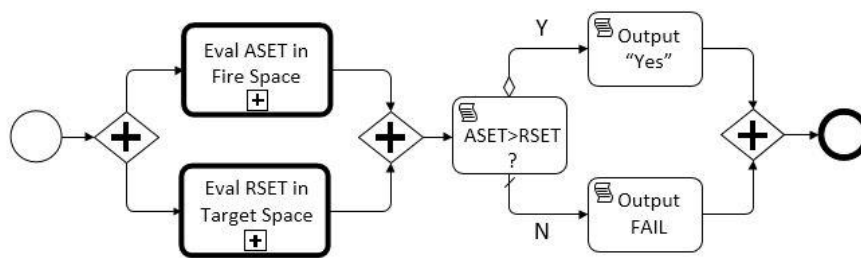 Eval ASET in
Fire Space
Eval RSET in
Target Space
ASET>RSET
?
Y
N
Output
“Yes”
Output
FAIL